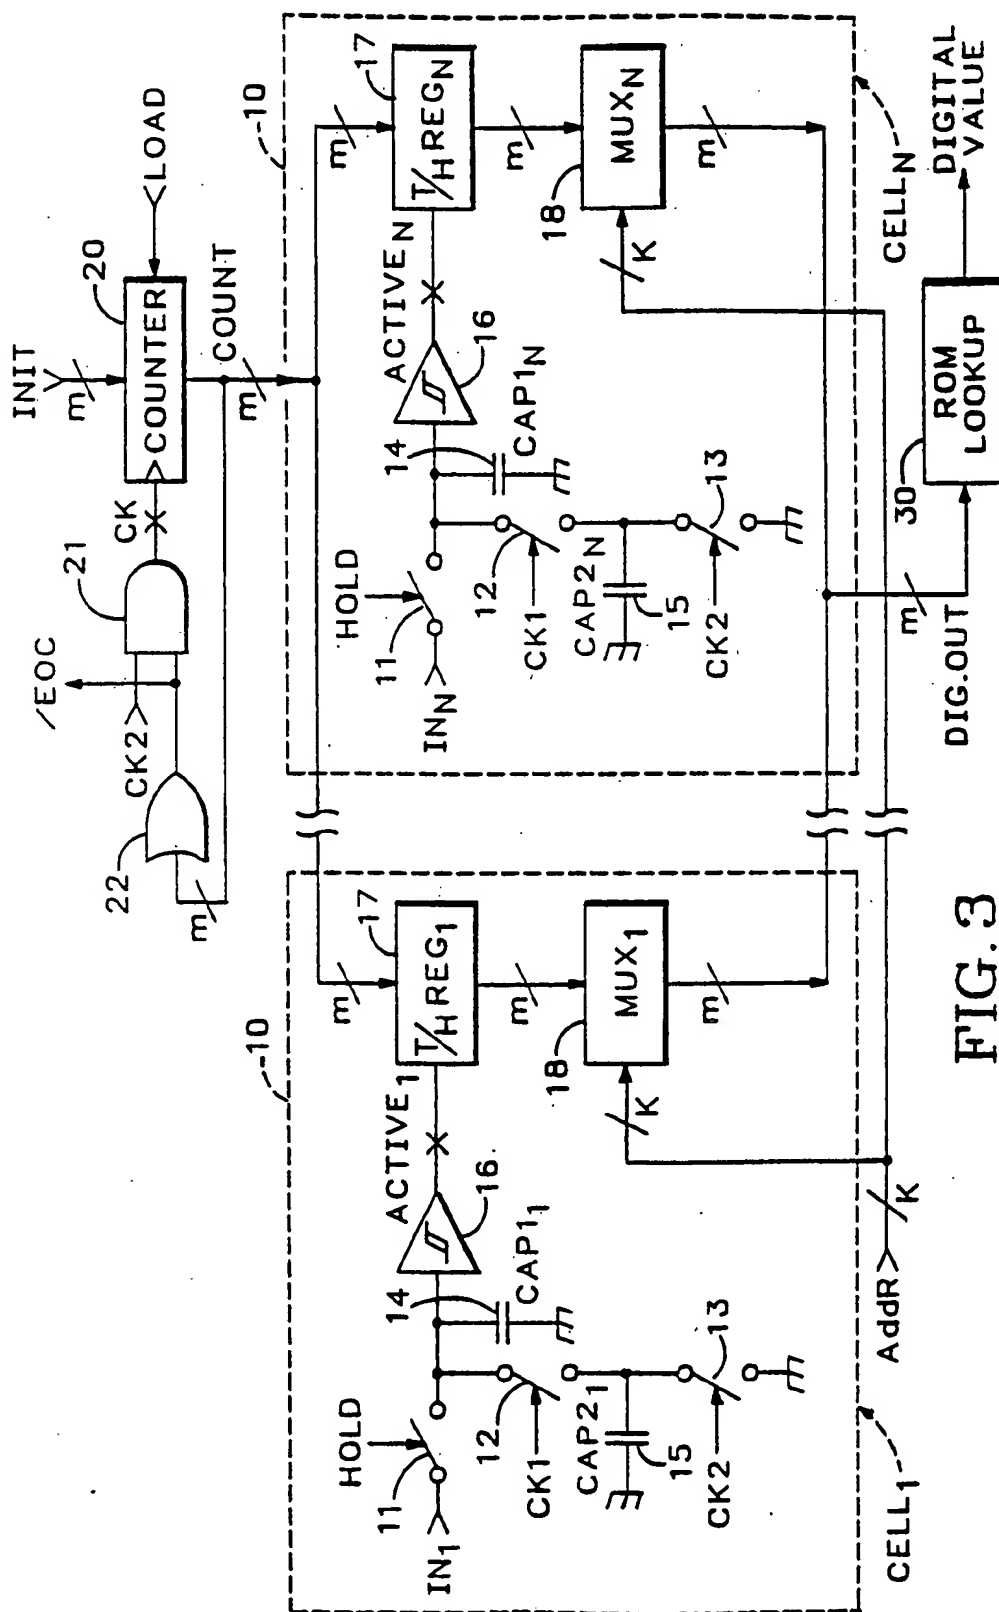 INIT
m
20
COUNTER
LOAD
CK
21
/EOC
CK2
22
m
COUNT
m
10
HOLD
11
IN1
12
CK1
14
CAP11
CAP21
15
13
CK2
16
ACTIVE1
m
17
T/H REG1
m
18
MUX1
K
m
CELL1
AddR
K
10
HOLD
11
INN
12
CK1
14
CAP1N
CAP2N
15
13
CK2
16
ACTIVEN
m
17
T/H REGN
m
18
MUXN
K
m
CELLN
DIG.OUT
m
30
ROM
LOOKUP
DIGITAL
VALUE
FIG. 3